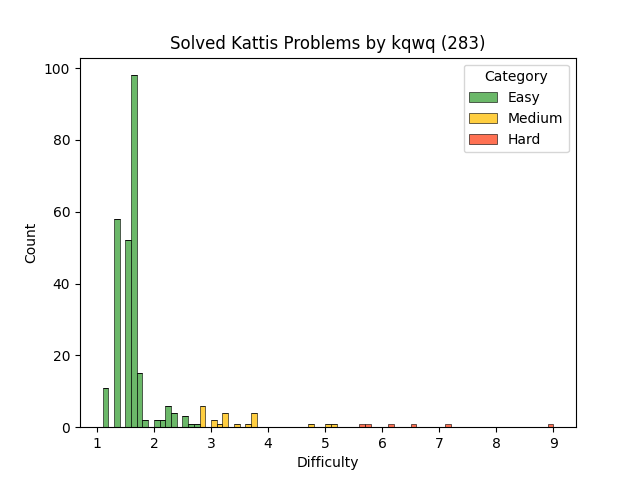 Solved Kattis Problems by kqwq (283)
Category
Easy
Medium
Hard
100
80
60
40
20
0
Count
1 2 3 4 5 6 7 8 9
Difficulty